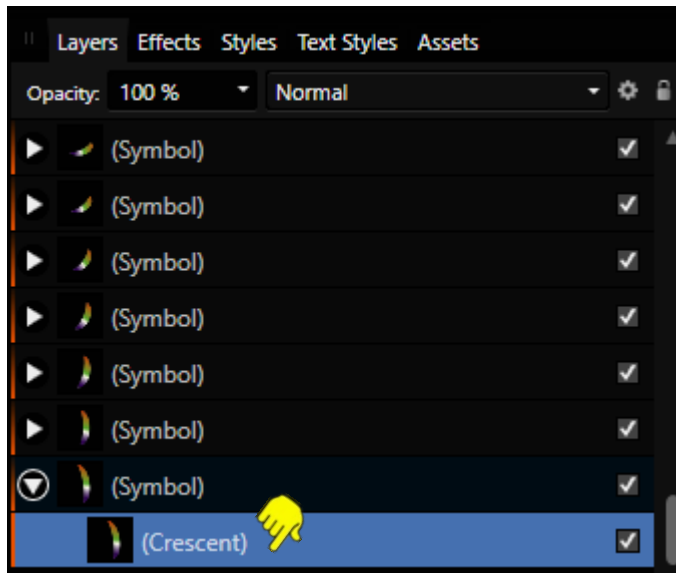 Layers Effects Styles Text Styles Assets
Opacity: 100 % Normal
(Symbol)
(Symbol)
(Symbol)
(Symbol)
(Symbol)
(Symbol)
(Symbol)
(Crescent)